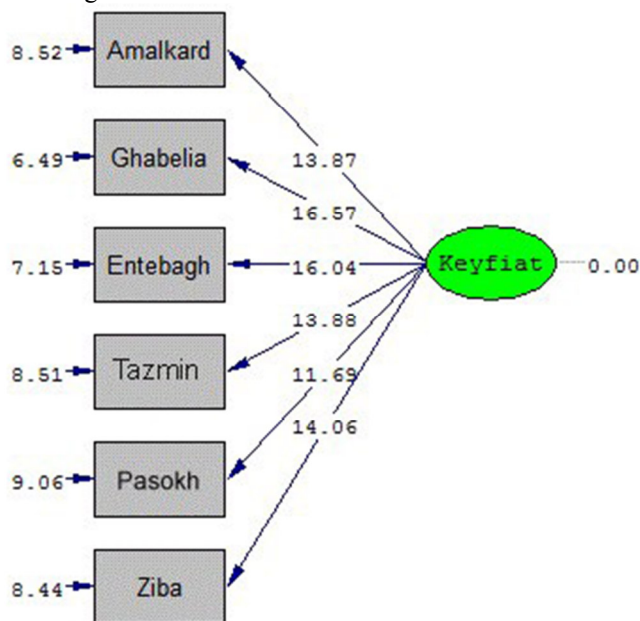 8.52 Amalkard
13.87
6.49 Ghabelia
16.57
7.15 Entebagh 16.04 Keyfiat 0.00
13.88
8.51 Tazmin
11.69
14.06
9.06 Pasokh
8.44 Ziba